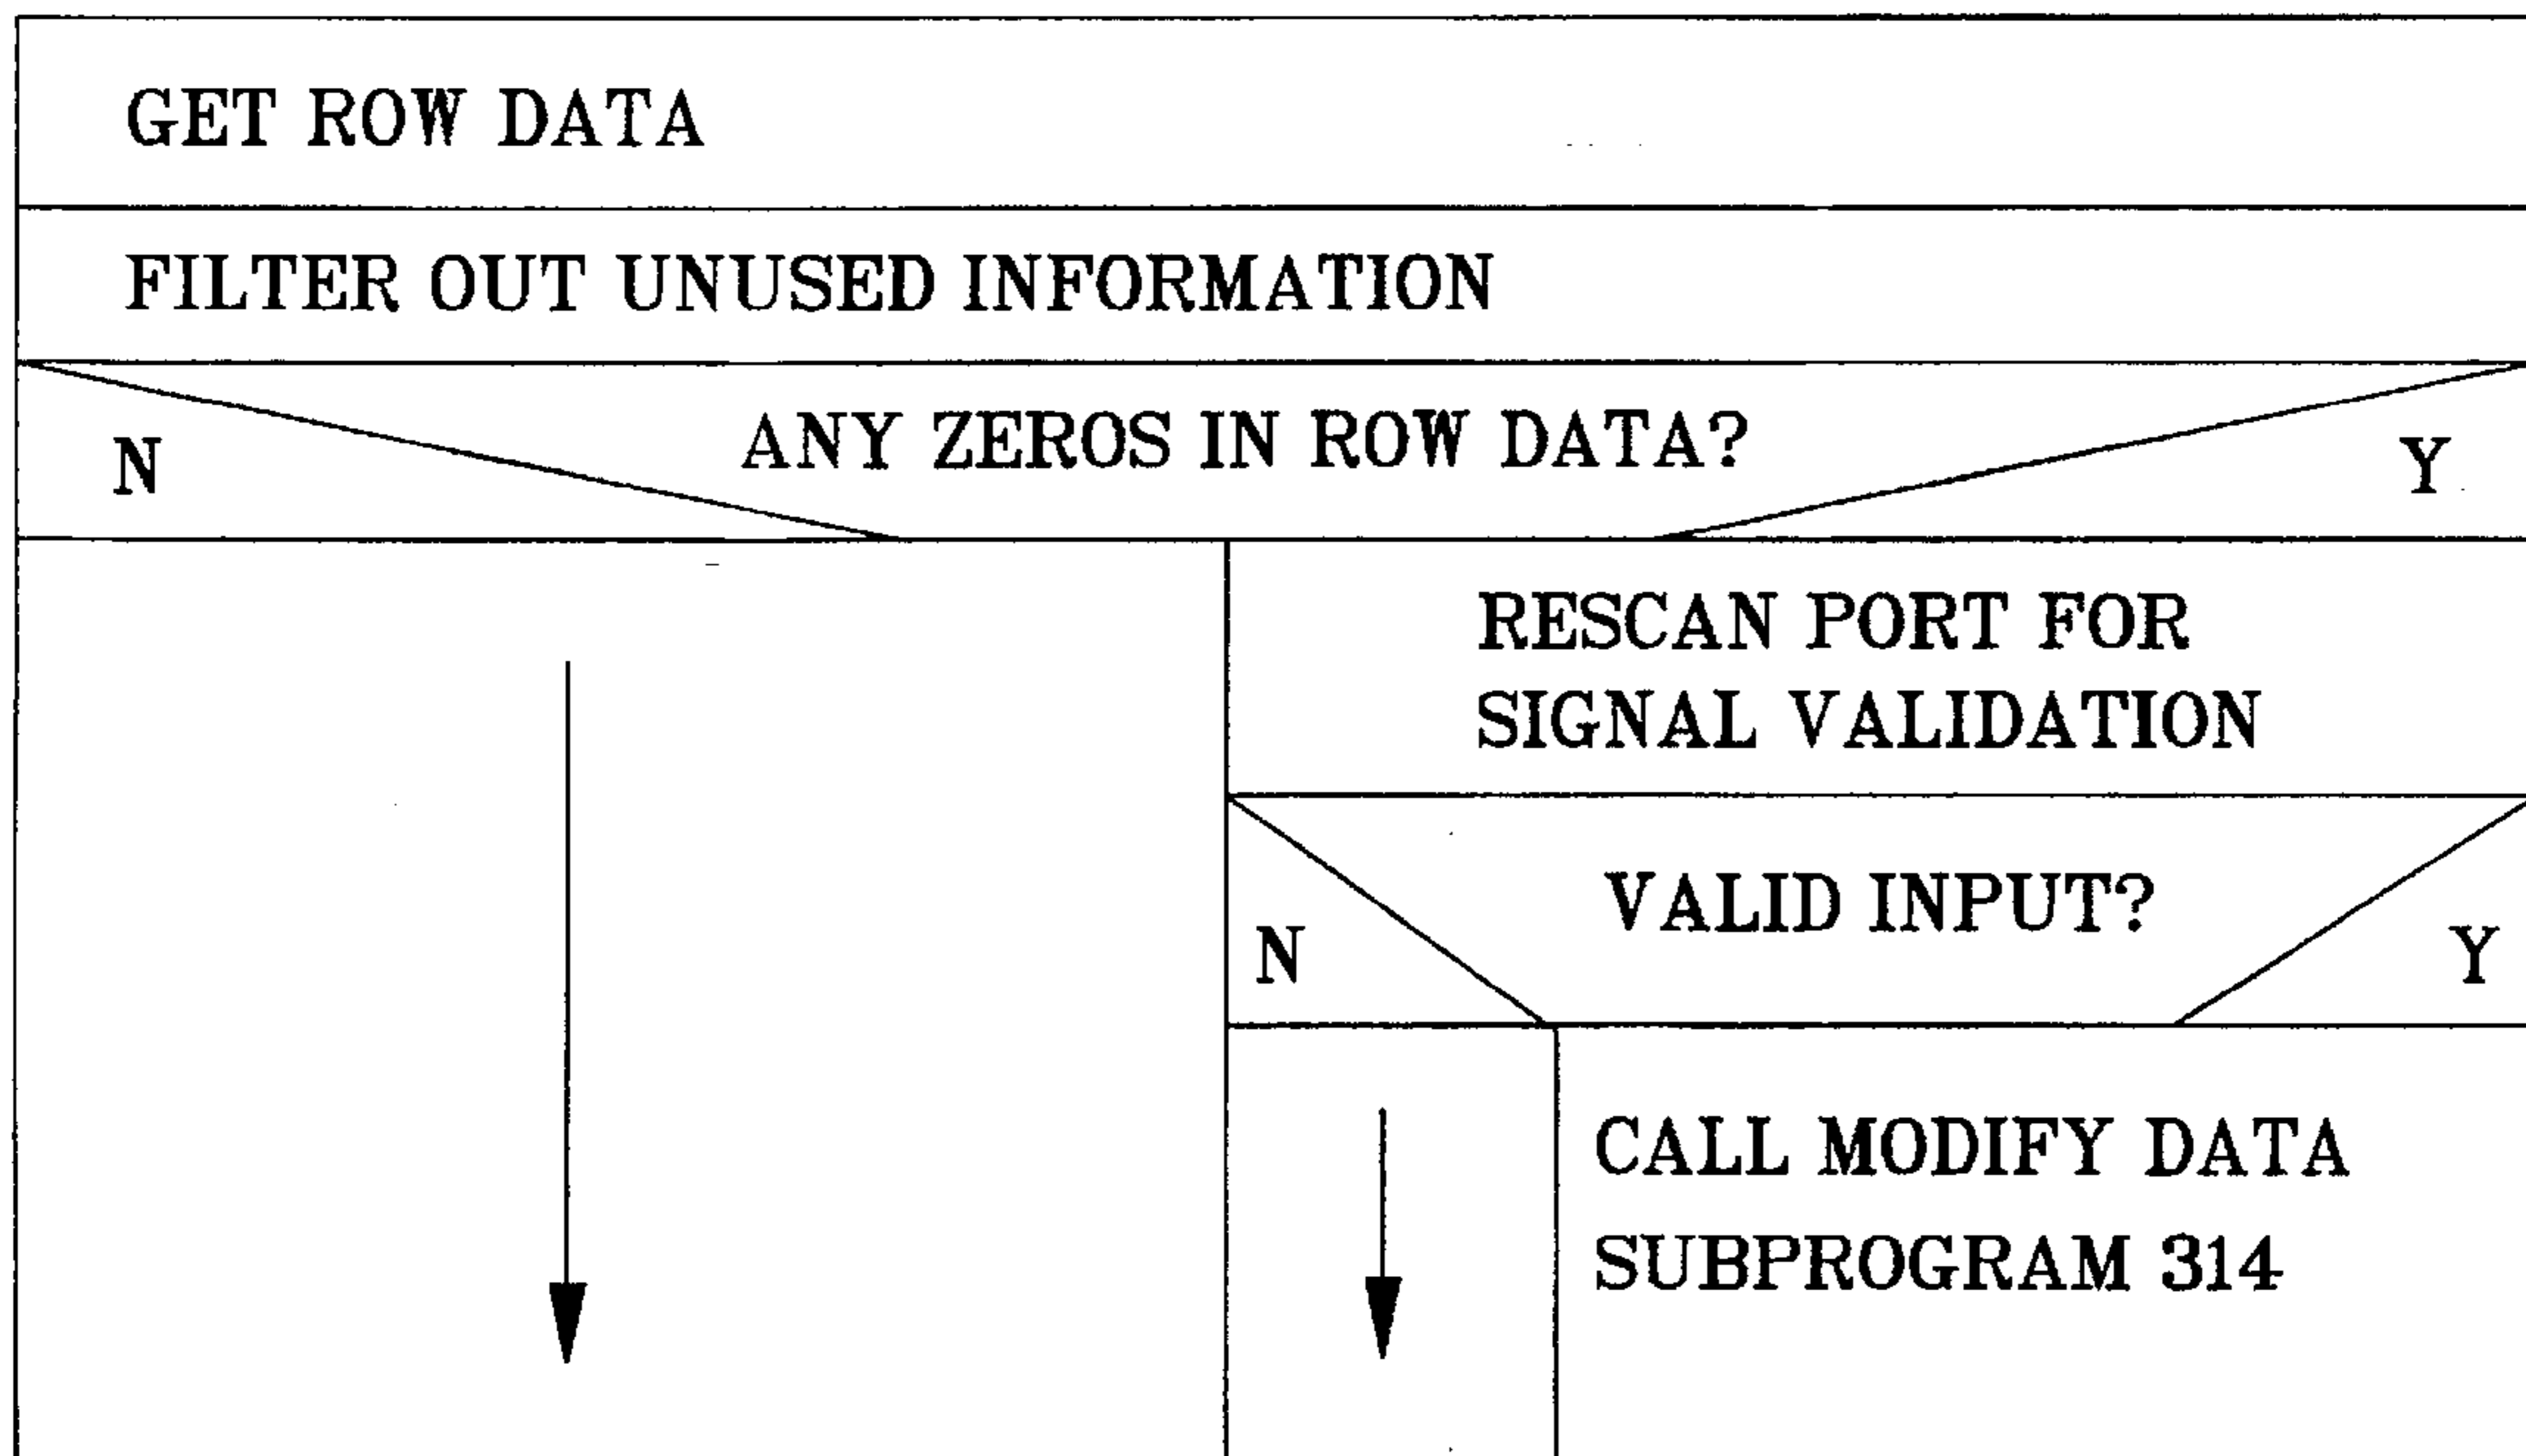 GET ROW DATA
FILTER OUT UNUSED INFORMATION
ANY ZEROS IN ROW DATA?
N
Y
RESCAN PORT FOR
SIGNAL VALIDATION
VALID INPUT?
N
Y
CALL MODIFY DATA
SUBPROGRAM 314